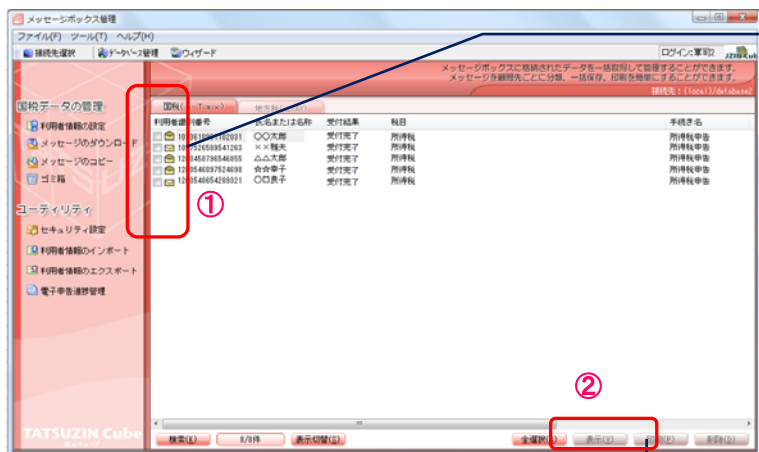 メッセージボックス管理
ファイル(F) ツール(T) ヘルプ(H)
接続先選択 データベース管理 ウィザード ログイン:軍司2
メッセージボックスに格納されたデータを一括取得して管理することができます。
メッセージを顧問先ごとに分類、一括保存、印刷を簡単にすることができます。
接続先:(local)/database2
国税データの管理
利用者情報の設定
メッセージのダウンロード
メッセージのコピー
ゴミ箱
ユーティリティ
セキュリティ設定
利用者情報のインポート
利用者情報のエクスポート
電子申告進捗管理
TATSUZIN Cube
利用者識別番号 氏名または名称 受付結果 税目 手続き名
〇〇太郎 受付完了 所得税 所得税申告
××雅夫 受付完了 所得税 所得税申告
△△太郎 受付完了 所得税 所得税申告
☆☆幸子 受付完了 所得税 所得税申告
〇口良子 受付完了 所得税 所得税申告
①
②
検索(K) 8/8件 表示切替(S) 表示(V) 削除(D)